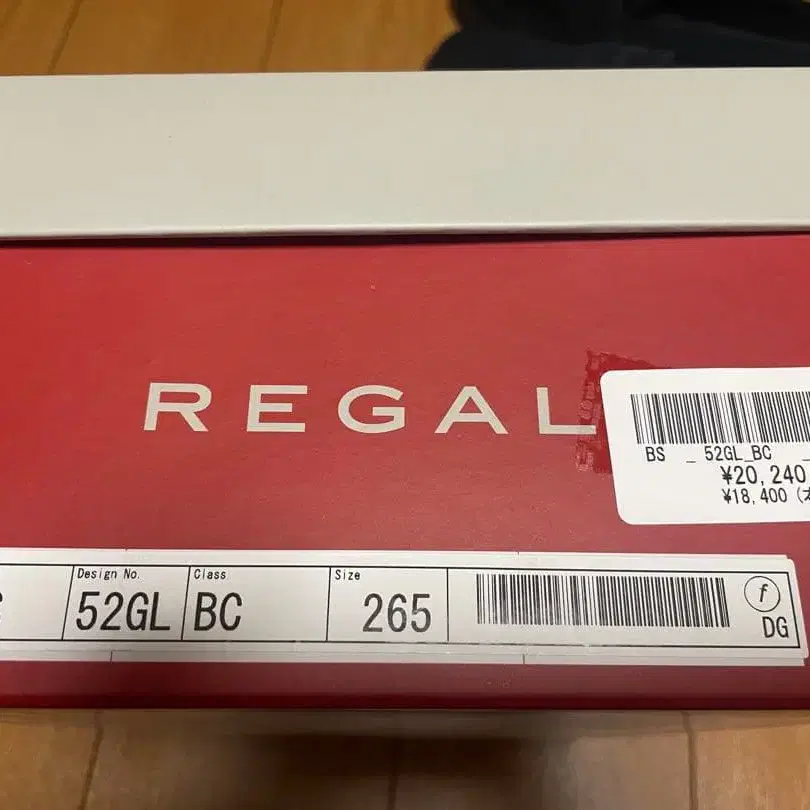 REGAL
BS _ 52GL_BC _
¥20,240
¥18,400 (
Design No. Class Size
52GL BC 265
f
DG